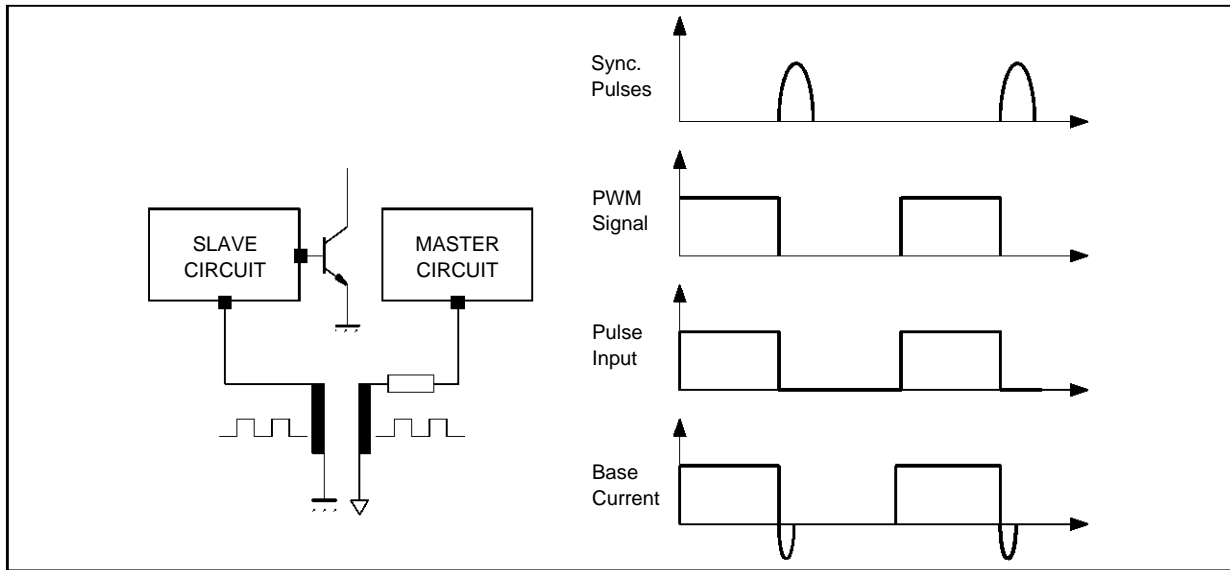 SLAVE
CIRCUIT
MASTER
CIRCUIT
Sync.
Pulses
PWM
Signal
Pulse
Input
Base
Current